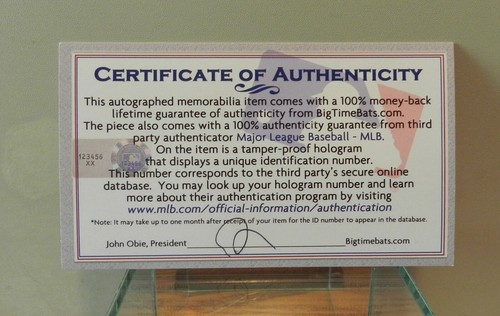 CERTIFICATE OF AUTHENTICITY
This autographed memorabilia item comes with a 100% money-back
lifetime guarantee of authenticity from BigTimeBats.com.
The piece also comes with a 100% authenticity guarantee from third
party authenticator Major League Baseball - MLB.
On the item is a tamper-proof hologram
that displays a unique identification number.
This number corresponds to the third party's secure online
database. You may look up your hologram number and learn
more about their authentication program by visiting
www.mlb.com/official-information/authentication
*Note: It may take up to one month after receipt of your item for the ID number to appear in the database.
John Obie, President
Bigtimebats.com
123456
XX